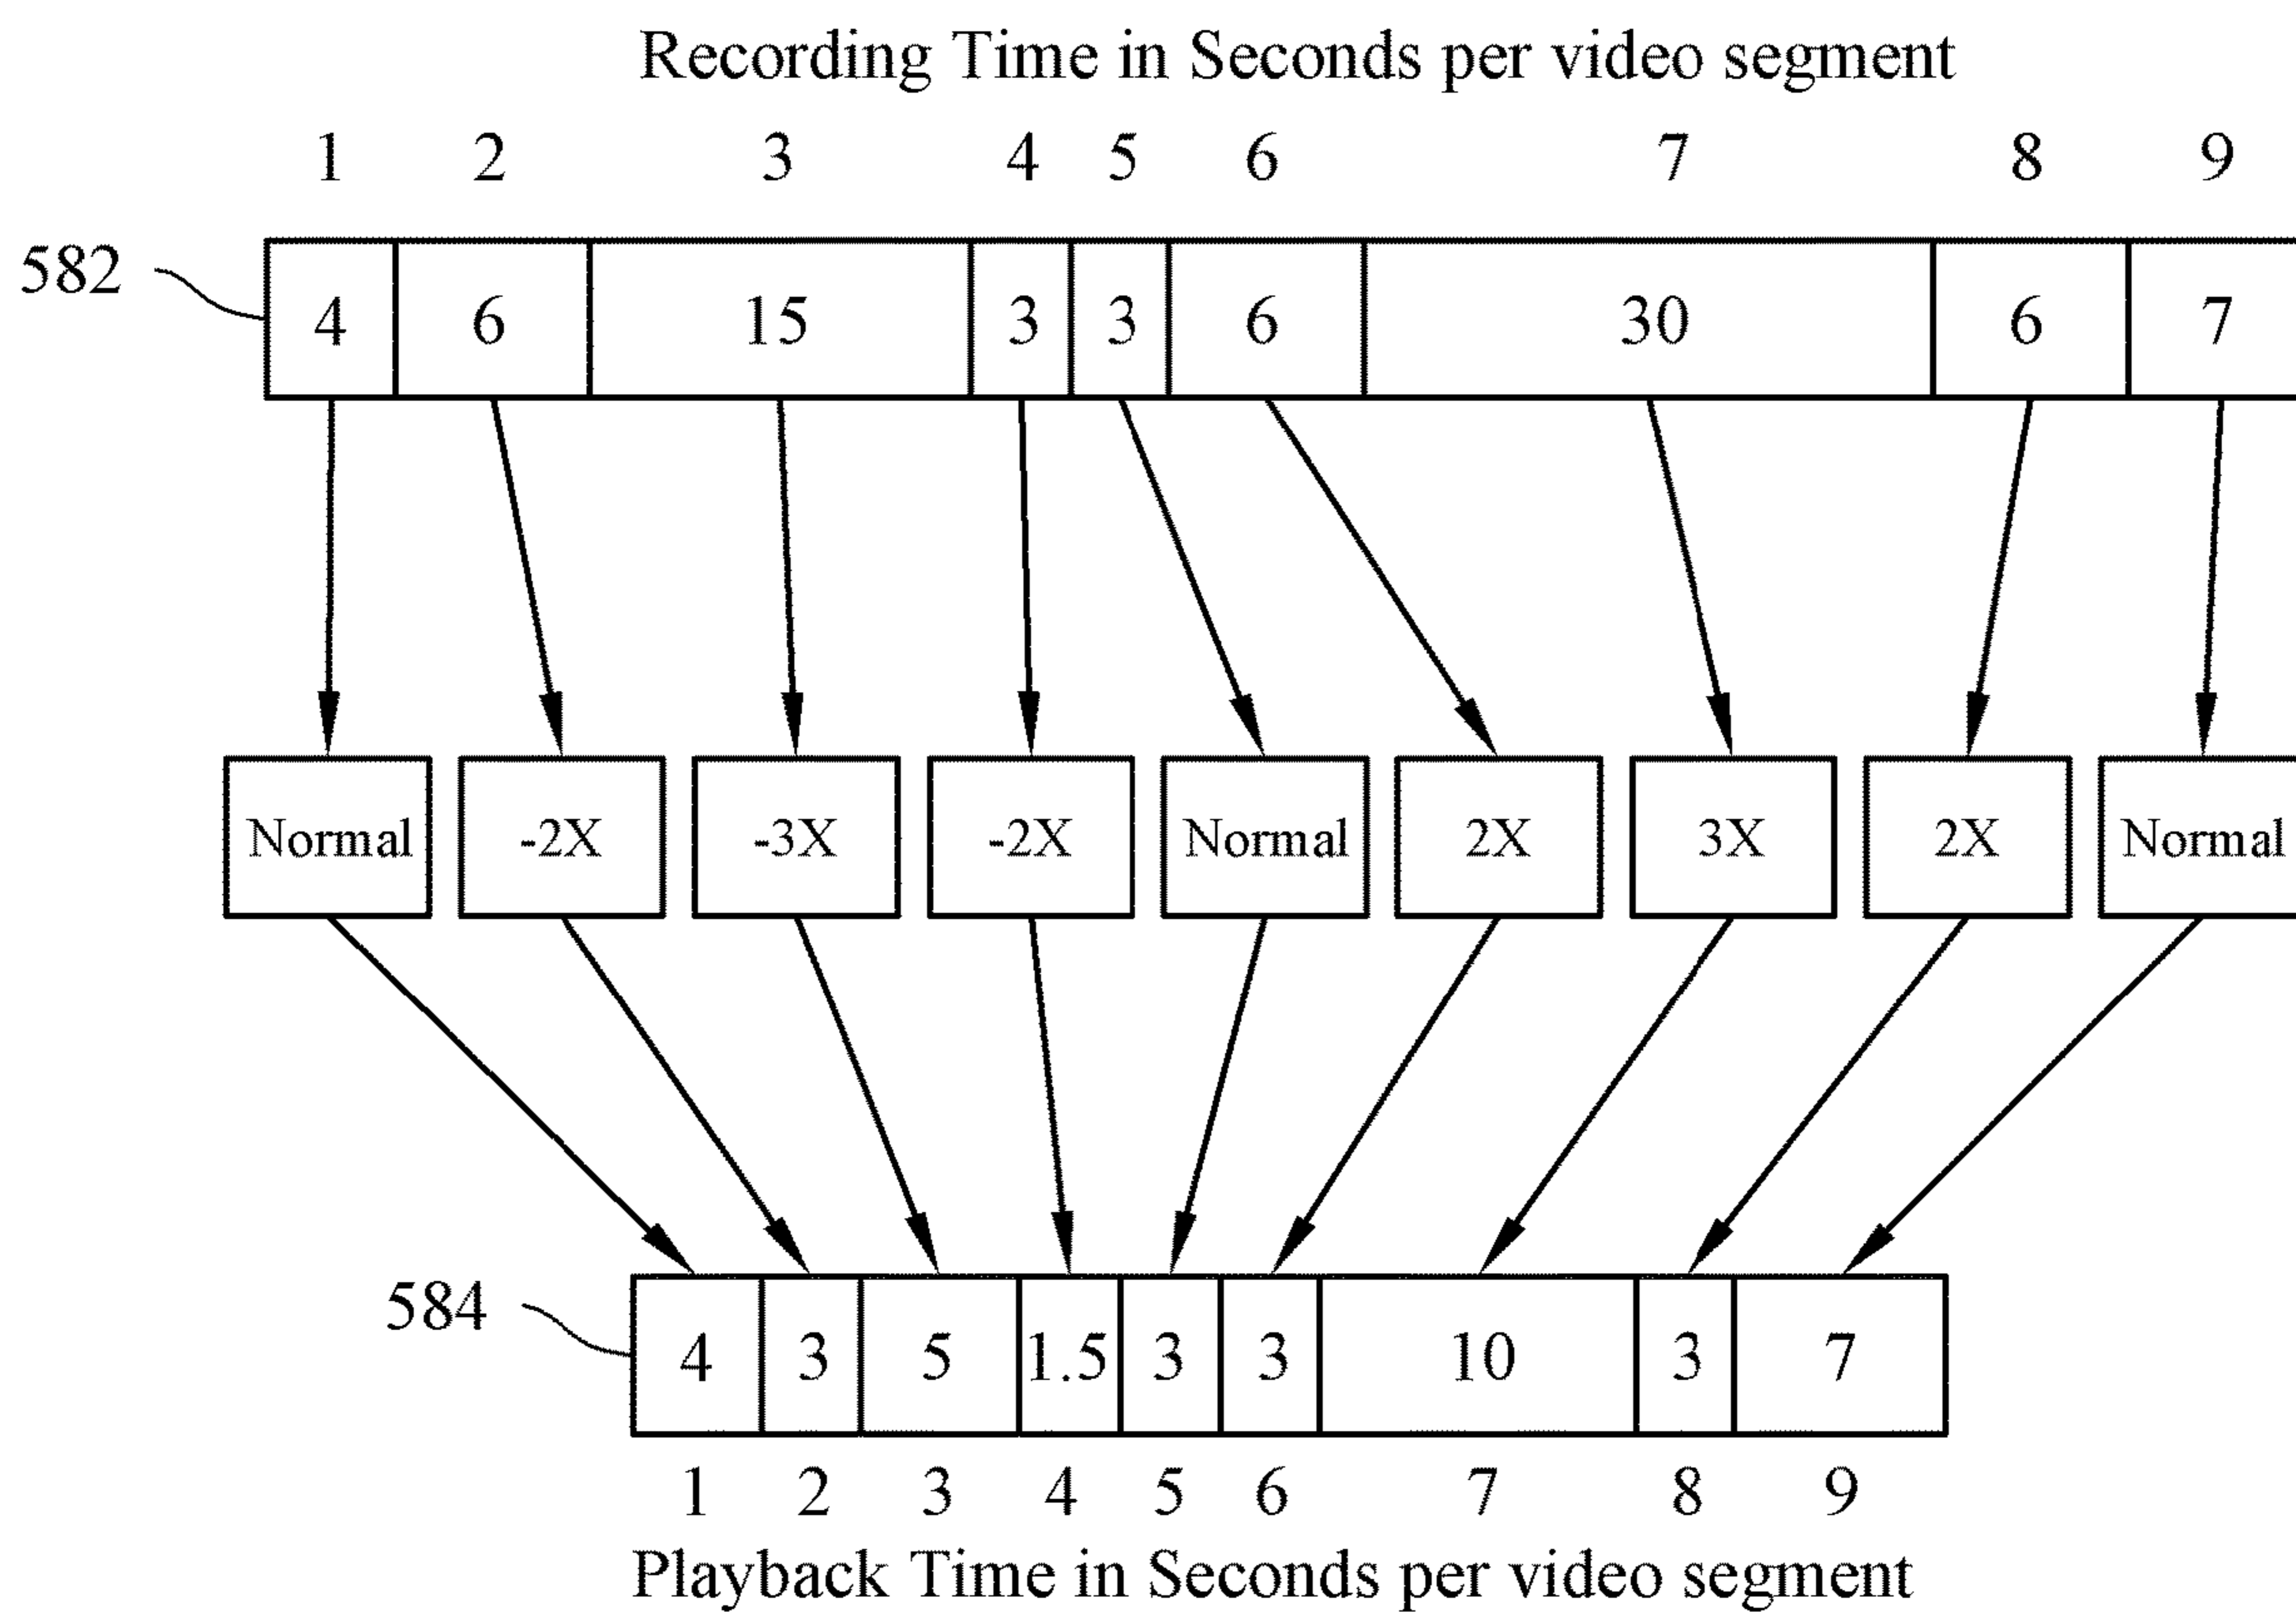 Recording Time in Seconds per video segment
1 2 3 4 5 6 7 8 9
582
4 6 15 3 3 6 30 6 7
Normal -2X -3X -2X Normal 2X 3X 2X Normal
584
4 3 5 1.5 3 3 10 3 7
1 2 3 4 5 6 7 8 9
Playback Time in Seconds per video segment